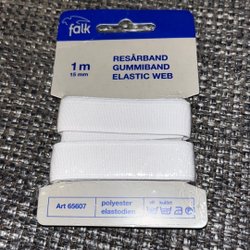 falk
1 m
15 mm
RESÅRBAND
GUMMIBAND
ELASTIC WEB
Art 65607
polyester
elastodien